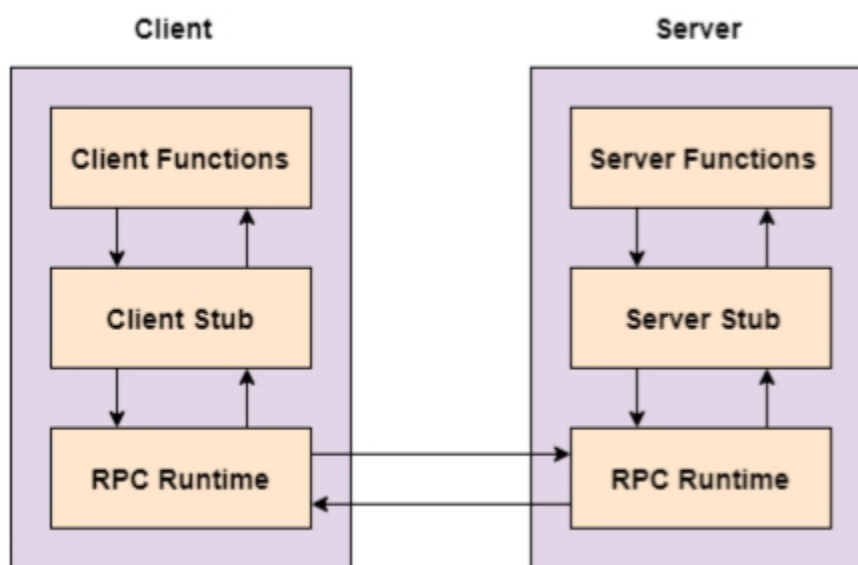 Client
Server
Client Functions
Server Functions
Client Stub
Server Stub
RPC Runtime
RPC Runtime